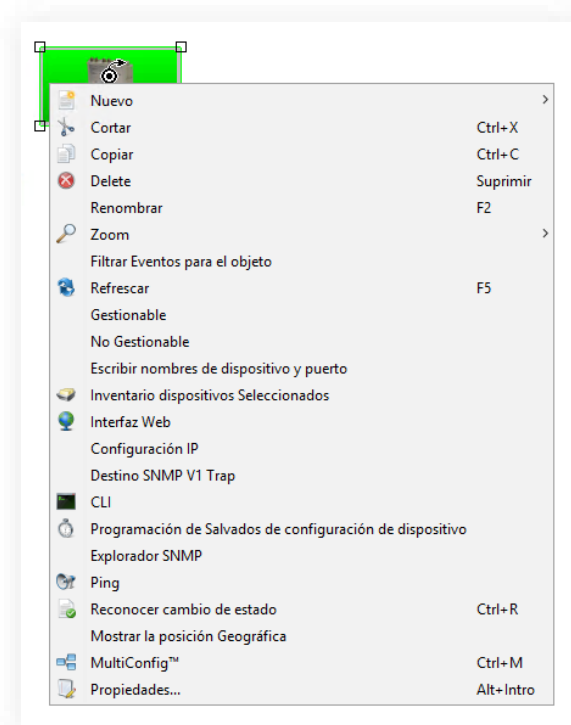 Nuevo
Cortar Ctrl+X
Copiar Ctrl+C
Delete Suprimir
Renombrar F2
Zoom
Filtrar Eventos para el objeto
Refrescar F5
Gestionable
No Gestionable
Escribir nombres de dispositivo y puerto
Inventario dispositivos Seleccionados
Interfaz Web
Configuración IP
Destino SNMP V1 Trap
CLI
Programación de Salvados de configuración de dispositivo
Explorador SNMP
Ping
Reconocer cambio de estado Ctrl+R
Mostrar la posición Geográfica
MultiConfig™ Ctrl+M
Propiedades... Alt+Intro